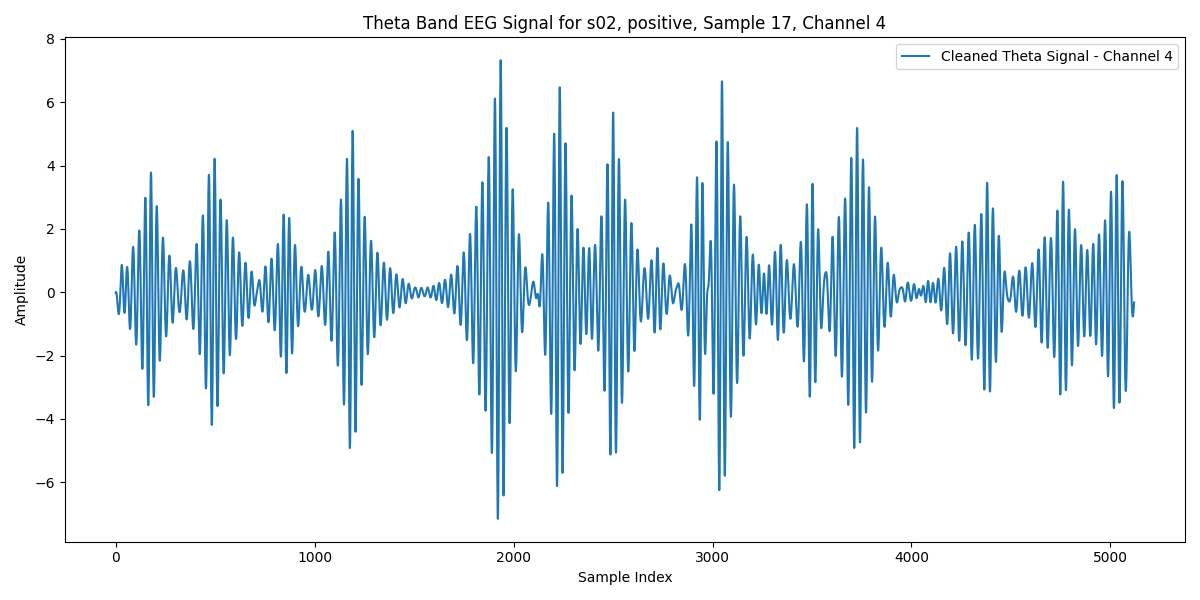 Theta Band EEG Signal for s02, positive, Sample 17, Channel 4
Cleaned Theta Signal - Channel 4
8
6
4
2
0
−2
−4
−6
Amplitude
0 1000 2000 3000 4000 5000
Sample Index